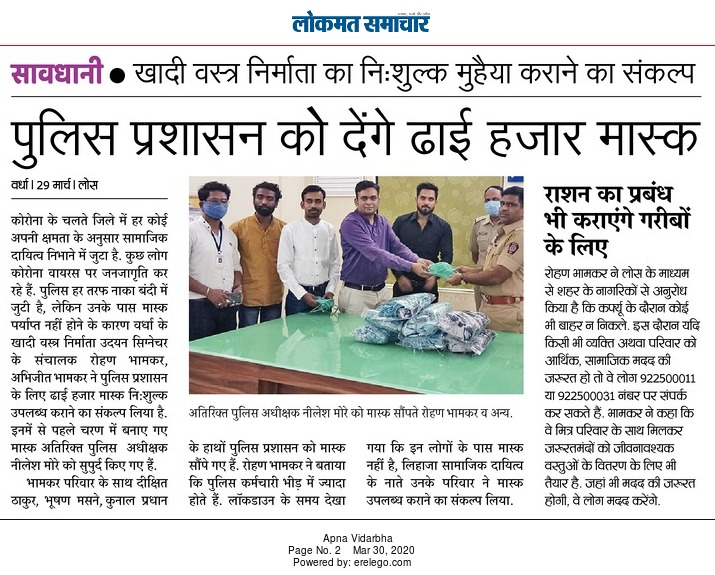 लोकमत समाचार
सावधानी ● खादी वस्त्र निर्माता का निःशुल्क मुहैया कराने का संकल्प
पुलिस प्रशासन को देंगे ढाई हजार मास्क
वर्धा । 29 मार्च । लोस
कोरोना के चलते जिले में हर कोई
अपनी क्षमता के अनुसार सामाजिक
दायित्व निभाने में जुटा है. कुछ लोग
कोरोना वायरस पर जनजागृति कर
रहे हैं. पुलिस हर तरफ नाका बंदी में
जुटी है, लेकिन उनके पास मास्क
पर्याप्त नहीं होने के कारण वर्धा के
खादी वस्त्र निर्माता उदयन सिग्नेचर
के संचालक रोहण भामकर,
अभिजीत भामकर ने पुलिस प्रशासन
के लिए ढाई हजार मास्क नि:शुल्क
उपलब्ध कराने का संकल्प लिया है.
इनमें से पहले चरण में बनाए गए
मास्क अतिरिक्त पुलिस अधीक्षक
नीलेश मोरे को सुपुर्द किए गए हैं.
भामकर परिवार के साथ दीक्षित
ठाकुर, भूषण मसने, कुनाल प्रधान
अतिरिक्त पुलिस अधीक्षक नीलेश मोरे को मास्क सौंपते रोहण भामकर व अन्य.
के हाथों पुलिस प्रशासन को मास्क
सौंपे गए हैं. रोहण भामकर ने बताया
कि पुलिस कर्मचारी भीड़ में ज्यादा
होते हैं. लॉकडाउन के समय देखा
गया कि इन लोगों के पास मास्क
नहीं है, लिहाजा सामाजिक दायित्व
के नाते उनके परिवार ने मास्क
उपलब्ध कराने का संकल्प लिया.
राशन का प्रबंध
भी कराएंगे गरीबों
के लिए
रोहण भामकर ने लोस के माध्यम
से शहर के नागरिकों से अनुरोध
किया है कि कर्फ्यू के दौरान कोई
भी बाहर न निकले. इस दौरान यदि
किसी भी व्यक्ति अथवा परिवार को
आर्थिक, सामाजिक मदद की
जरूरत हो तो वे लोग 922500011
या 9225000031 नंबर पर संपर्क
कर सकते हैं. भामकर ने कहा कि
वे मित्र परिवार के साथ मिलकर
जरूरतमंदों को जीवनावश्यक
वस्तुओं के वितरण के लिए भी
तैयार है. जहां भी मदद की जरूरत
होगी, वे लोग मदद करेंगे.
Apna Vidarbha
Page No. 2 Mar 30, 2020
Powered by: erelego.com